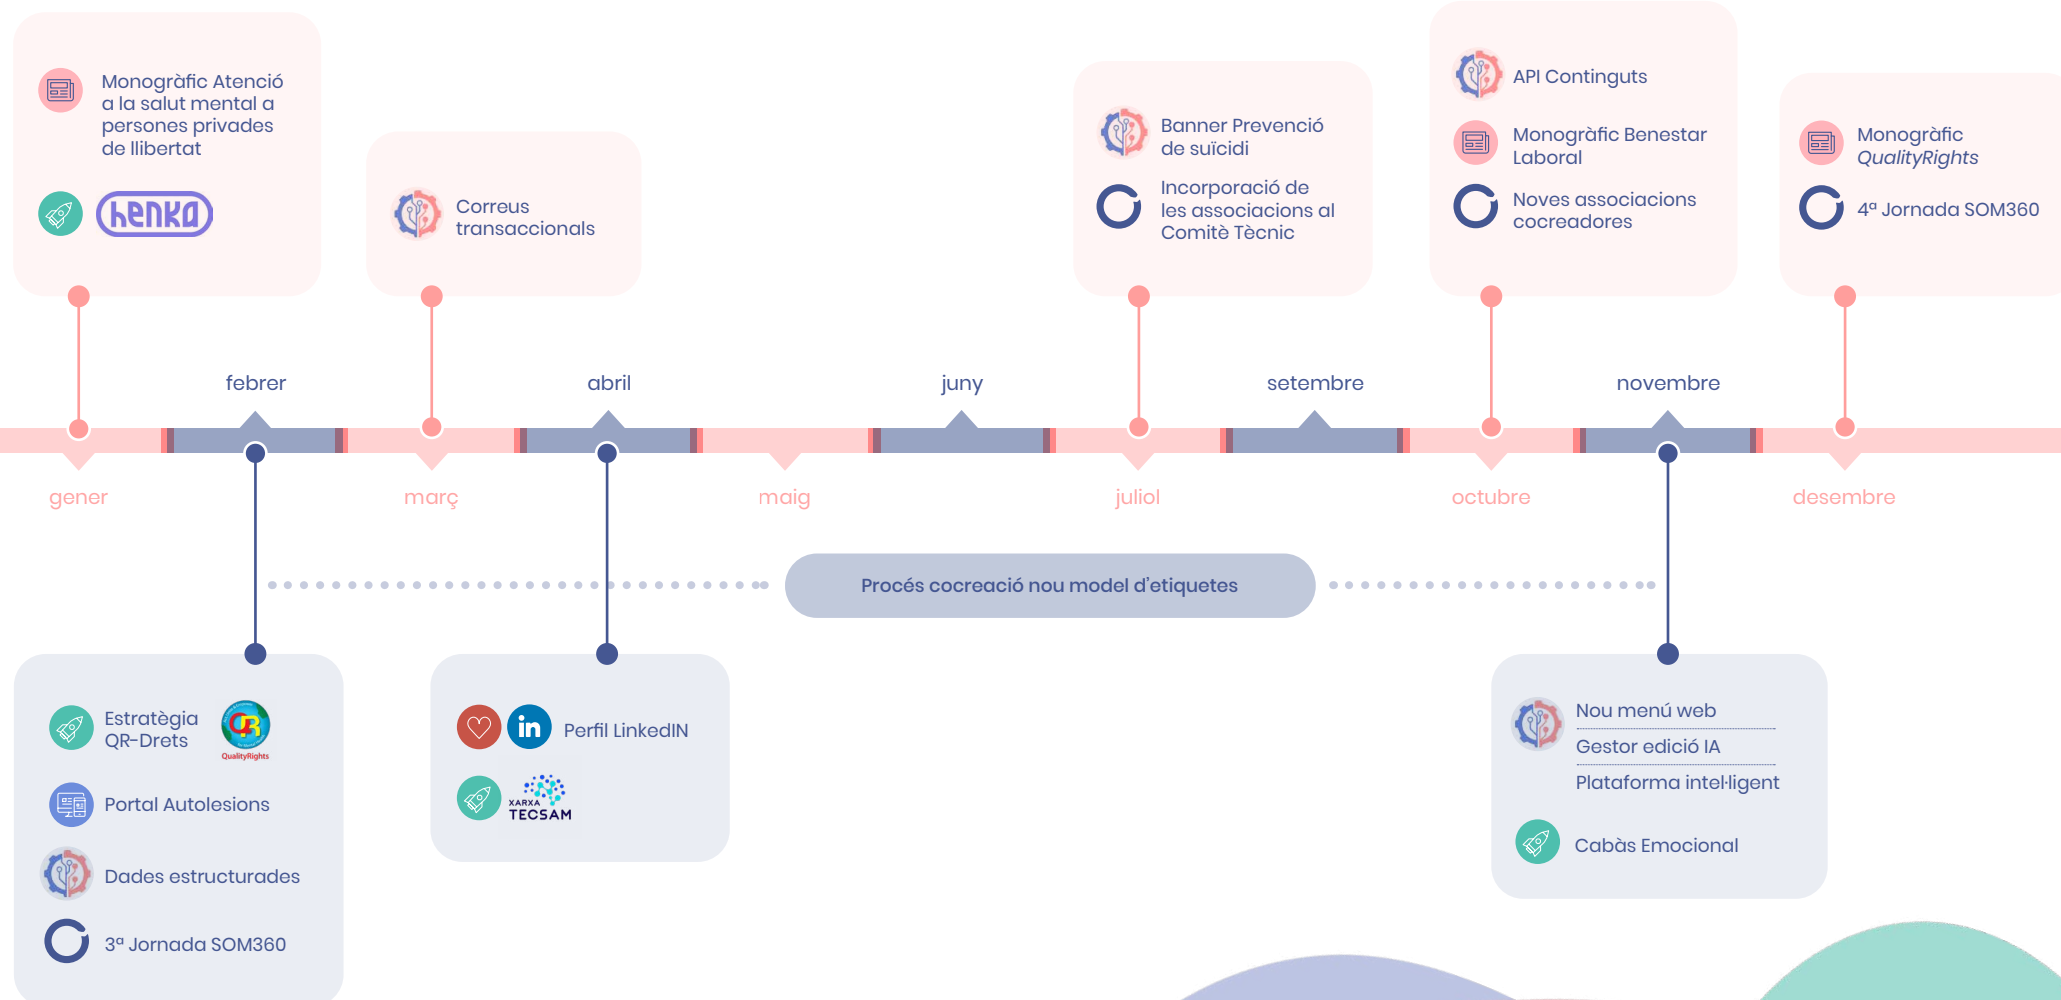 Monogràfic Atenció
a la salut mental a
persones privades
de llibertat
henka
Correus
transaccionals
Banner Prevenció
de suïcidi
Incorporació de
les associacions al
Comitè Tècnic
API Continguts
Monogràfic Benestar
Laboral
Noves associacions
cocreadores
Monogràfic
QualityRights
4ª Jornada SOM360
febrer
abril
juny
setembre
novembre
gener
març
maig
juliol
octubre
desembre
Procés cocreació nou model d'etiquetes
Estratègia
QR-Drets
QR
QualityRights
Portal Autolesions
Dades estructurades
3ª Jornada SOM360
in
Perfil LinkedIN
XARXA
TECSAM
Nou menú web
Gestor edició IA
Plataforma intel·ligent
Cabàs Emocional